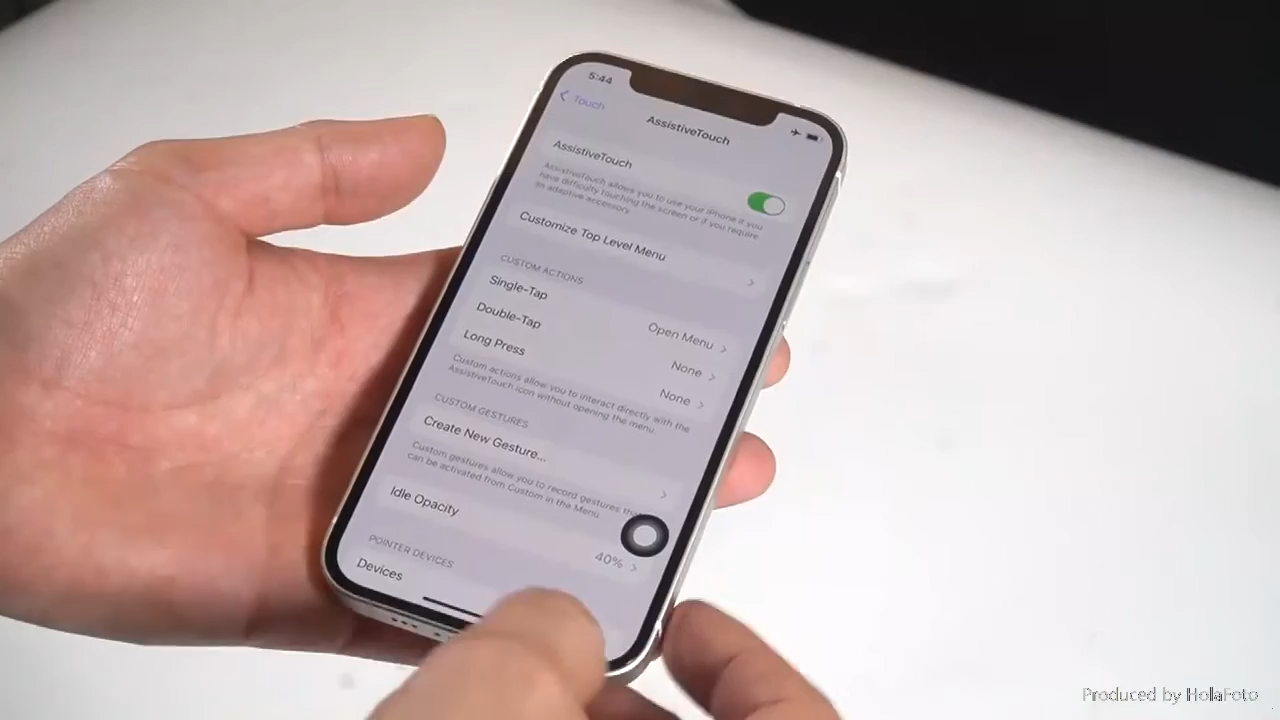 5:44
Touch
AssistiveTouch
AssistiveTouch
AssistiveTouch allows you to use your iPhone if you
have difficulty touching the screen or if you require
an adaptive accessory.
Customize Top Level Menu
CUSTOM ACTIONS
Single-Tap Open Menu
Double-Tap None
Long Press None
Custom actions allow you to interact directly with the
AssistiveTouch icon without opening the menu.
CUSTOM GESTURES
Create New Gesture...
Custom gestures allow you to record gestures that
can be activated from Custom in the Menu.
Idle Opacity 40%
POINTER DEVICES
Devices
Produced by HolaFoto